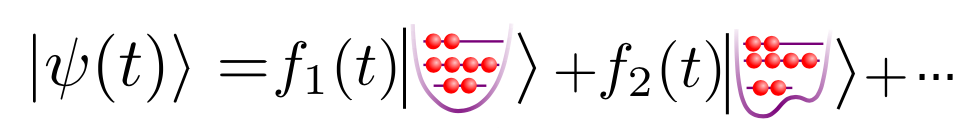 |ψ(t)⟩ = f₁(t)| ⟩ + f₂(t)| ⟩ + ···